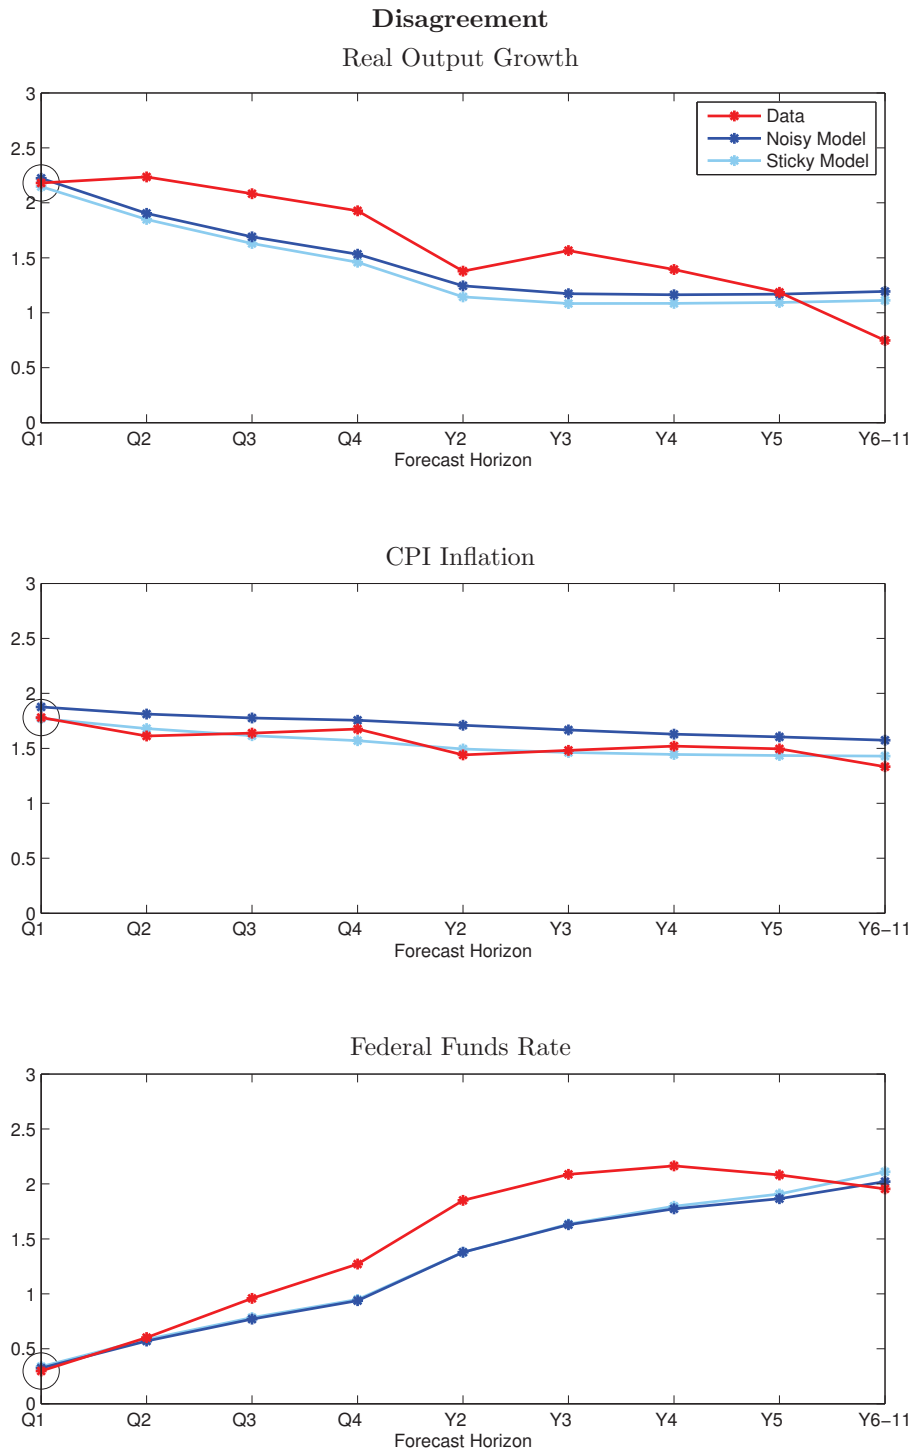 Disagreement
Real Output Growth
3
2.5
2
1.5
1
0.5
0
Data
Noisy Model
Sticky Model
Q1 Q2 Q3 Q4 Y2 Y3 Y4 Y5 Y6−11
Forecast Horizon
CPI Inflation
3
2.5
2
1.5
1
0.5
0
Q1 Q2 Q3 Q4 Y2 Y3 Y4 Y5 Y6−11
Forecast Horizon
Federal Funds Rate
3
2.5
2
1.5
1
0.5
0
Q1 Q2 Q3 Q4 Y2 Y3 Y4 Y5 Y6−11
Forecast Horizon